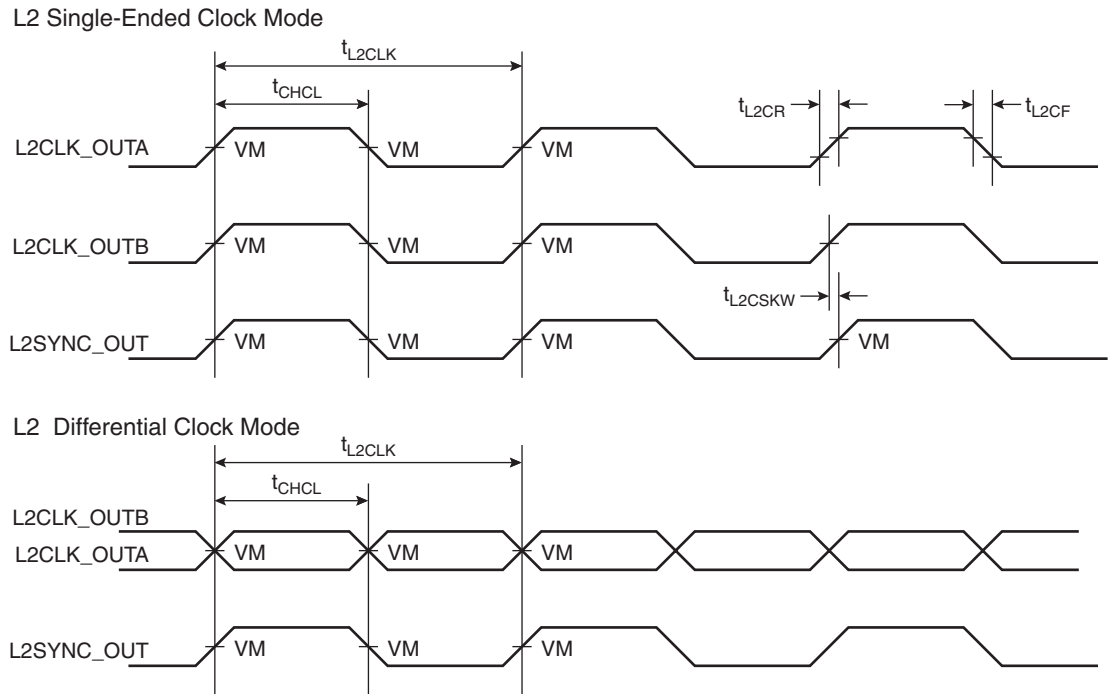 L2 Single-Ended Clock Mode
tL2CLK
tCHCL
tL2CR
tL2CF
L2CLK_OUTA
VM
VM
VM
L2CLK_OUTB
VM
VM
VM
tL2CSKW
L2SYNC_OUT
VM
VM
VM
VM
L2 Differential Clock Mode
tL2CLK
tCHCL
L2CLK_OUTB
L2CLK_OUTA
VM
VM
VM
L2SYNC_OUT
VM
VM
VM